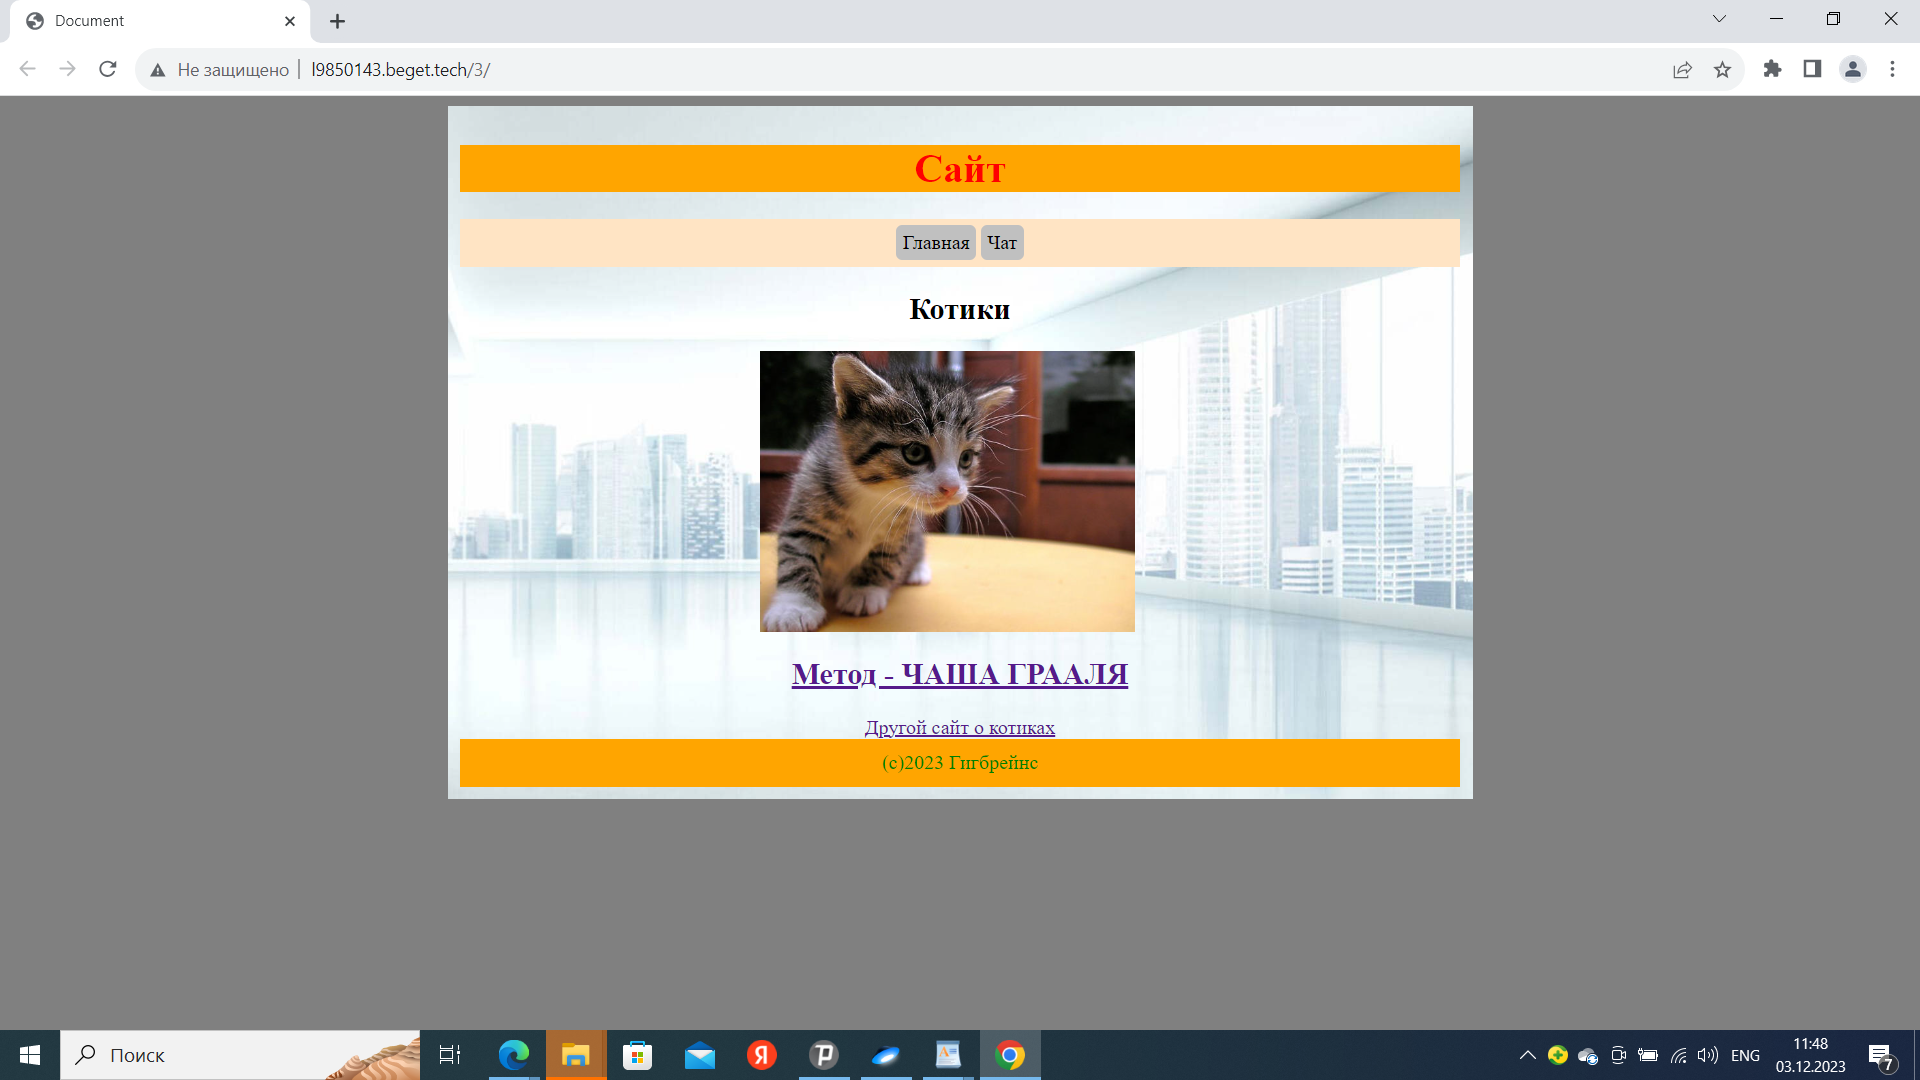 Document
Не защищено
l9850143.beget.tech/3/
Сайт
Главная Чат
Котики
Метод - ЧАША ГРААЛЯ
Другой сайт о котиках
(с)2023 Гигбрейнс
Поиск
Я
ENG
11:48
03.12.2023
7